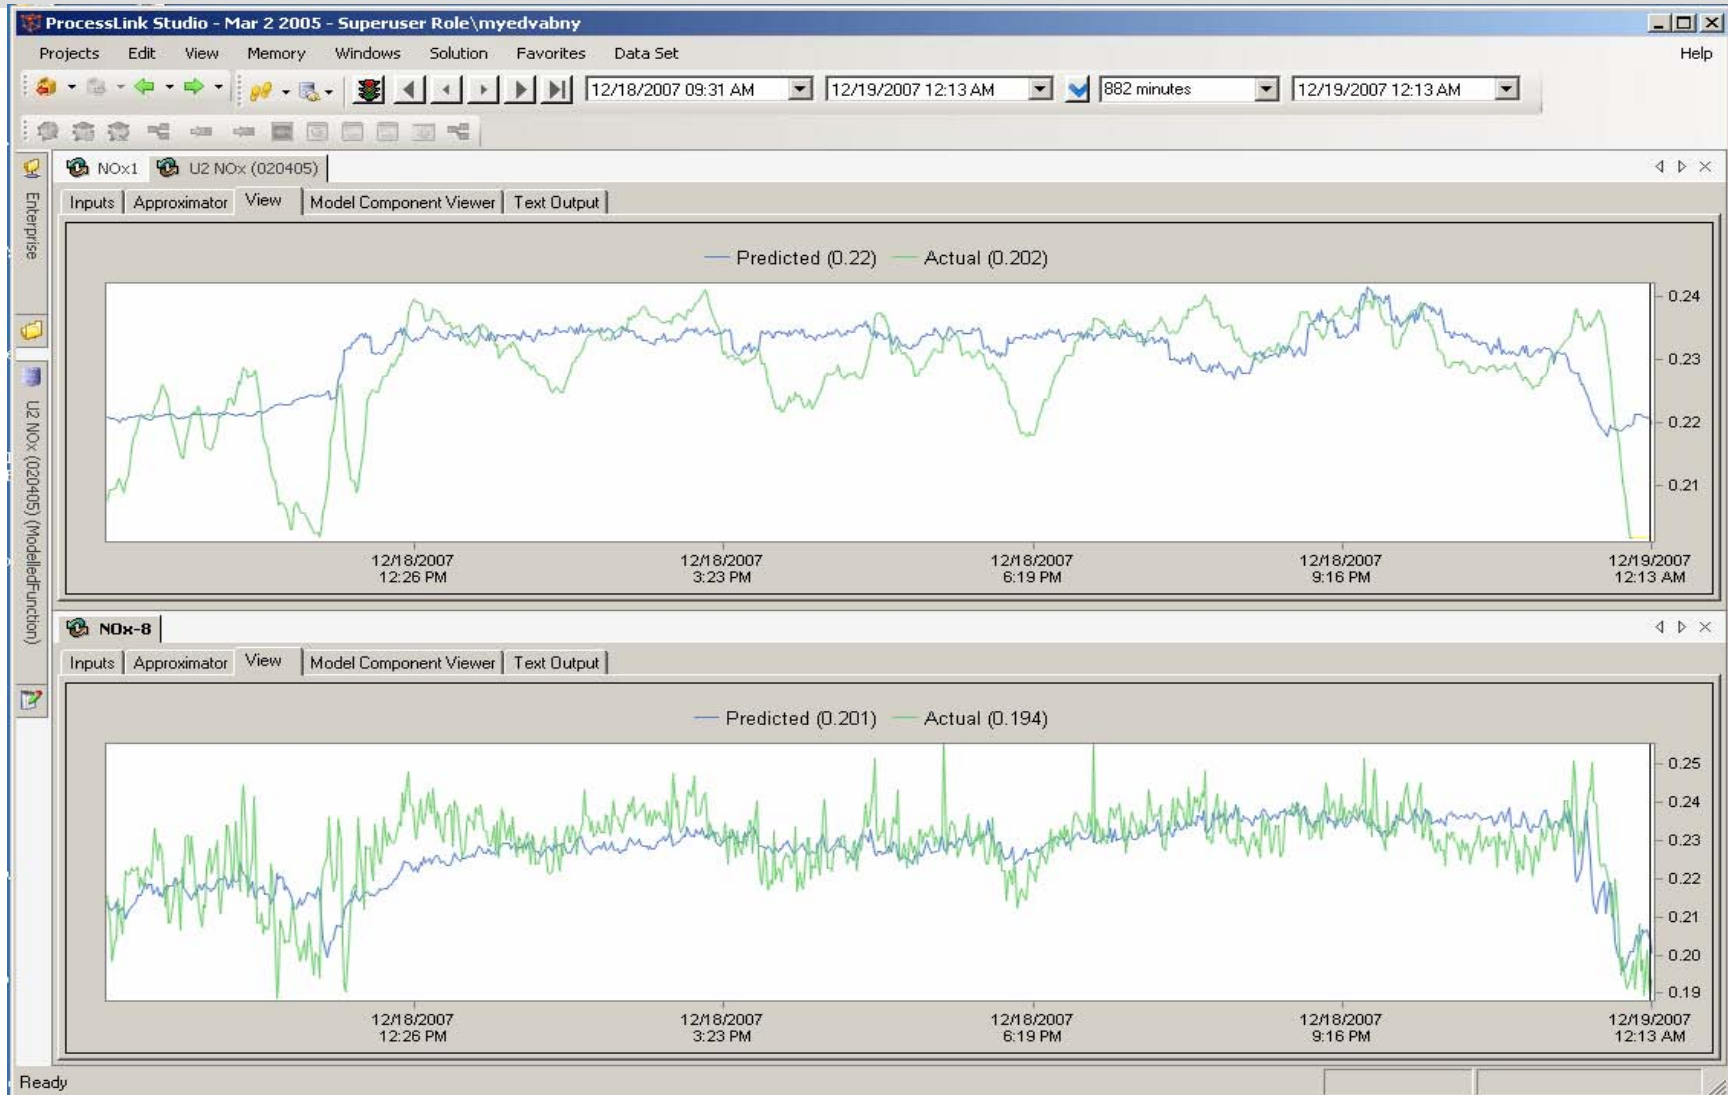 ProcessLink Studio - Mar 2 2005 - Superuser Role\myedvabny
Projects Edit View Memory Windows Solution Favorites Data Set Help
12/18/2007 09:31 AM 12/19/2007 12:13 AM 882 minutes 12/19/2007 12:13 AM
NOx1 U2 NOx (020405)
Inputs Approximator View Model Component Viewer Text Output
Enterprise
U2 NOx (020405) (ModelledFunction)
Predicted (0.22) Actual (0.202)
0.24
0.23
0.22
0.21
12/18/2007 12/18/2007 12/18/2007 12/18/2007 12/19/2007
12:26 PM 3:23 PM 6:19 PM 9:16 PM 12:13 AM
NOx-8
Inputs Approximator View Model Component Viewer Text Output
Predicted (0.201) Actual (0.194)
0.25
0.24
0.23
0.22
0.21
0.20
0.19
12/18/2007 12/18/2007 12/18/2007 12/18/2007 12/19/2007
12:26 PM 3:23 PM 6:19 PM 9:16 PM 12:13 AM
Ready